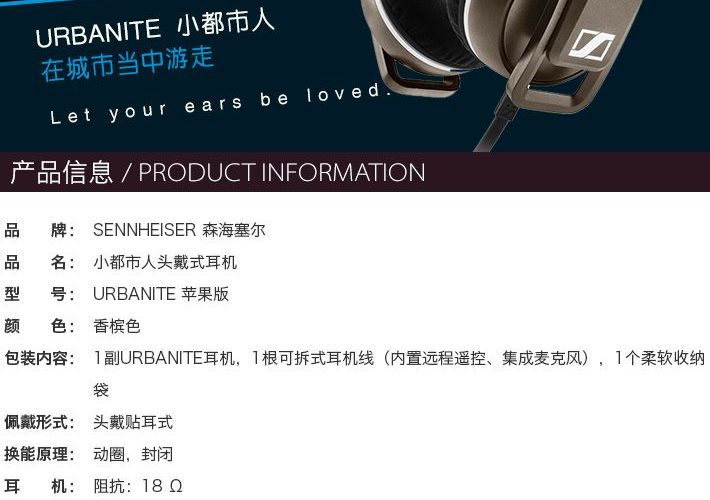 URBANITE 小都市人
在城市当中游走
Let your ears be loved.
产品信息 / PRODUCT INFORMATION
品 牌： SENNHEISER 森海塞尔
品 名： 小都市人头戴式耳机
型 号： URBANITE 苹果版
颜 色： 香槟色
包装内容： 1副URBANITE耳机，1根可拆式耳机线（内置远程遥控、集成麦克风），1个柔软收纳
袋
佩戴形式： 头戴贴耳式
换能原理： 动圈，封闭
耳 机： 阻抗：18 Ω